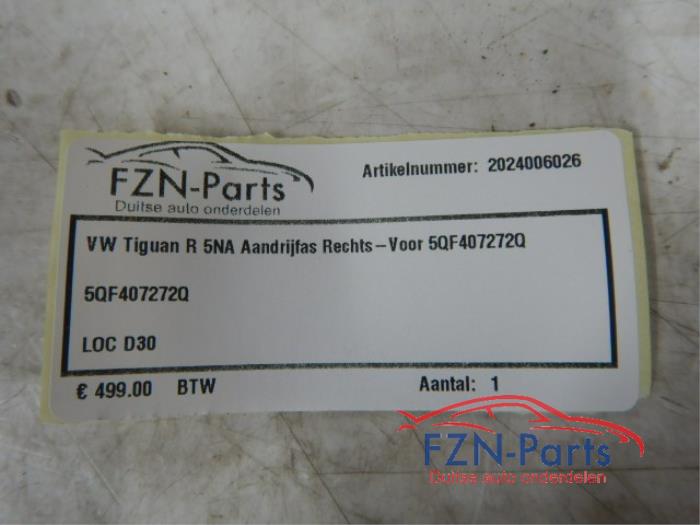 FZN-Parts
Duitse auto onderdelen
Artikelnummer: 2024006026
VW Tiguan R 5NA Aandrijfas Rechts-Voor 5QF407272Q
5QF407272Q
LOC D30
€ 499.00 BTW Aantal: 1
FZN-Parts
Duitse auto onderdelen